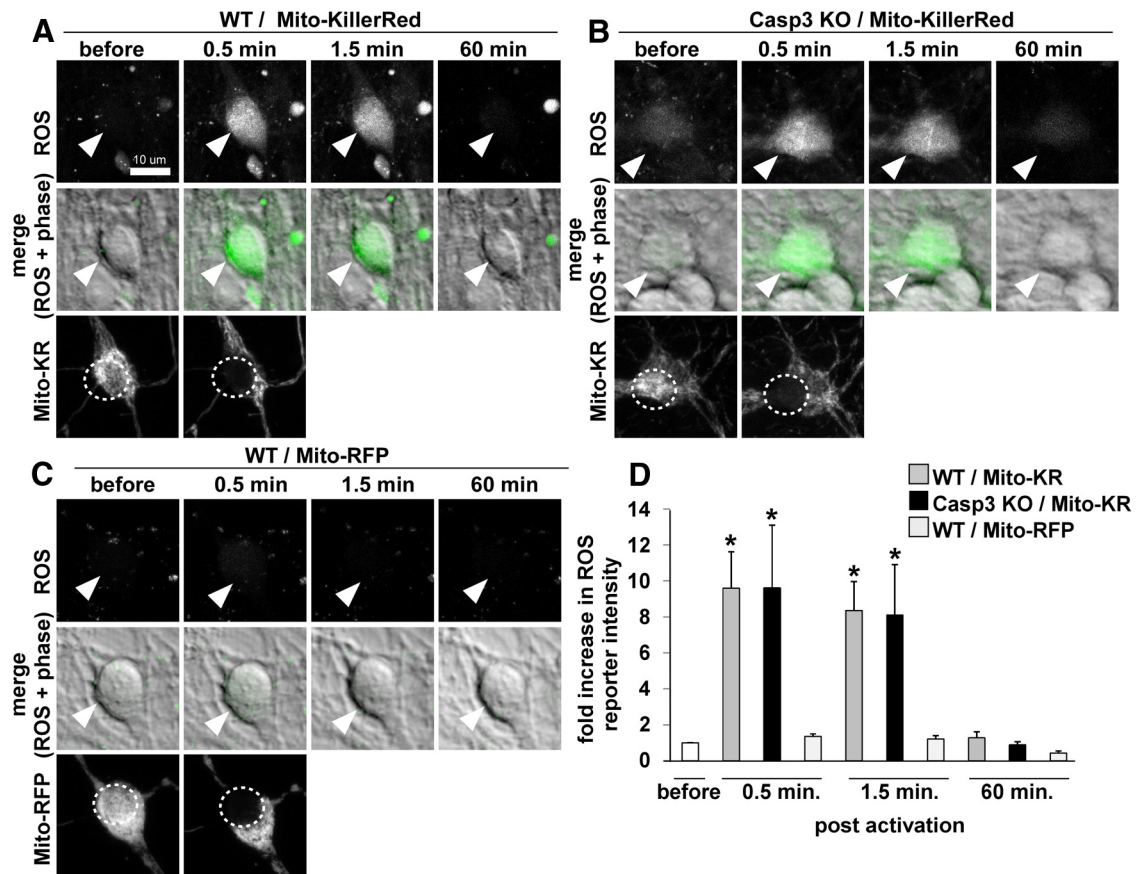 A
WT / Mito-KillerRed
before 0.5 min 1.5 min 60 min
ROS
10 um
merge
(ROS + phase)
Mito-KR
B
Casp3 KO / Mito-KillerRed
before 0.5 min 1.5 min 60 min
ROS
merge
(ROS + phase)
Mito-KR
C
WT / Mito-RFP
before 0.5 min 1.5 min 60 min
ROS
merge
(ROS + phase)
Mito-RFP
D
WT / Mito-KR
Casp3 KO / Mito-KR
WT / Mito-RFP
fold increase in ROS
reporter intensity
14
12
10
8
6
4
2
0
* * * *
before 0.5 min. 1.5 min. 60 min.
post activation